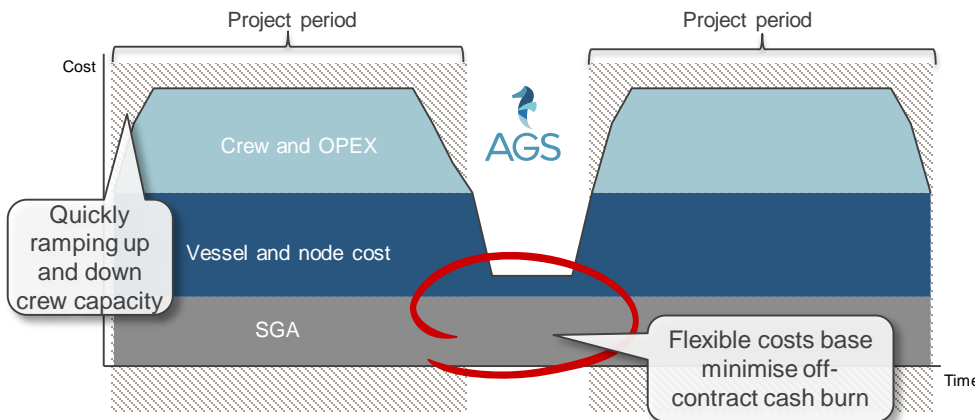 Project period
Project period
Cost
AGS
Crew and OPEX
Quickly
ramping up
and down
crew capacity
Vessel and node cost
SGA
Flexible costs base
minimise off-
contract cash burn
Time